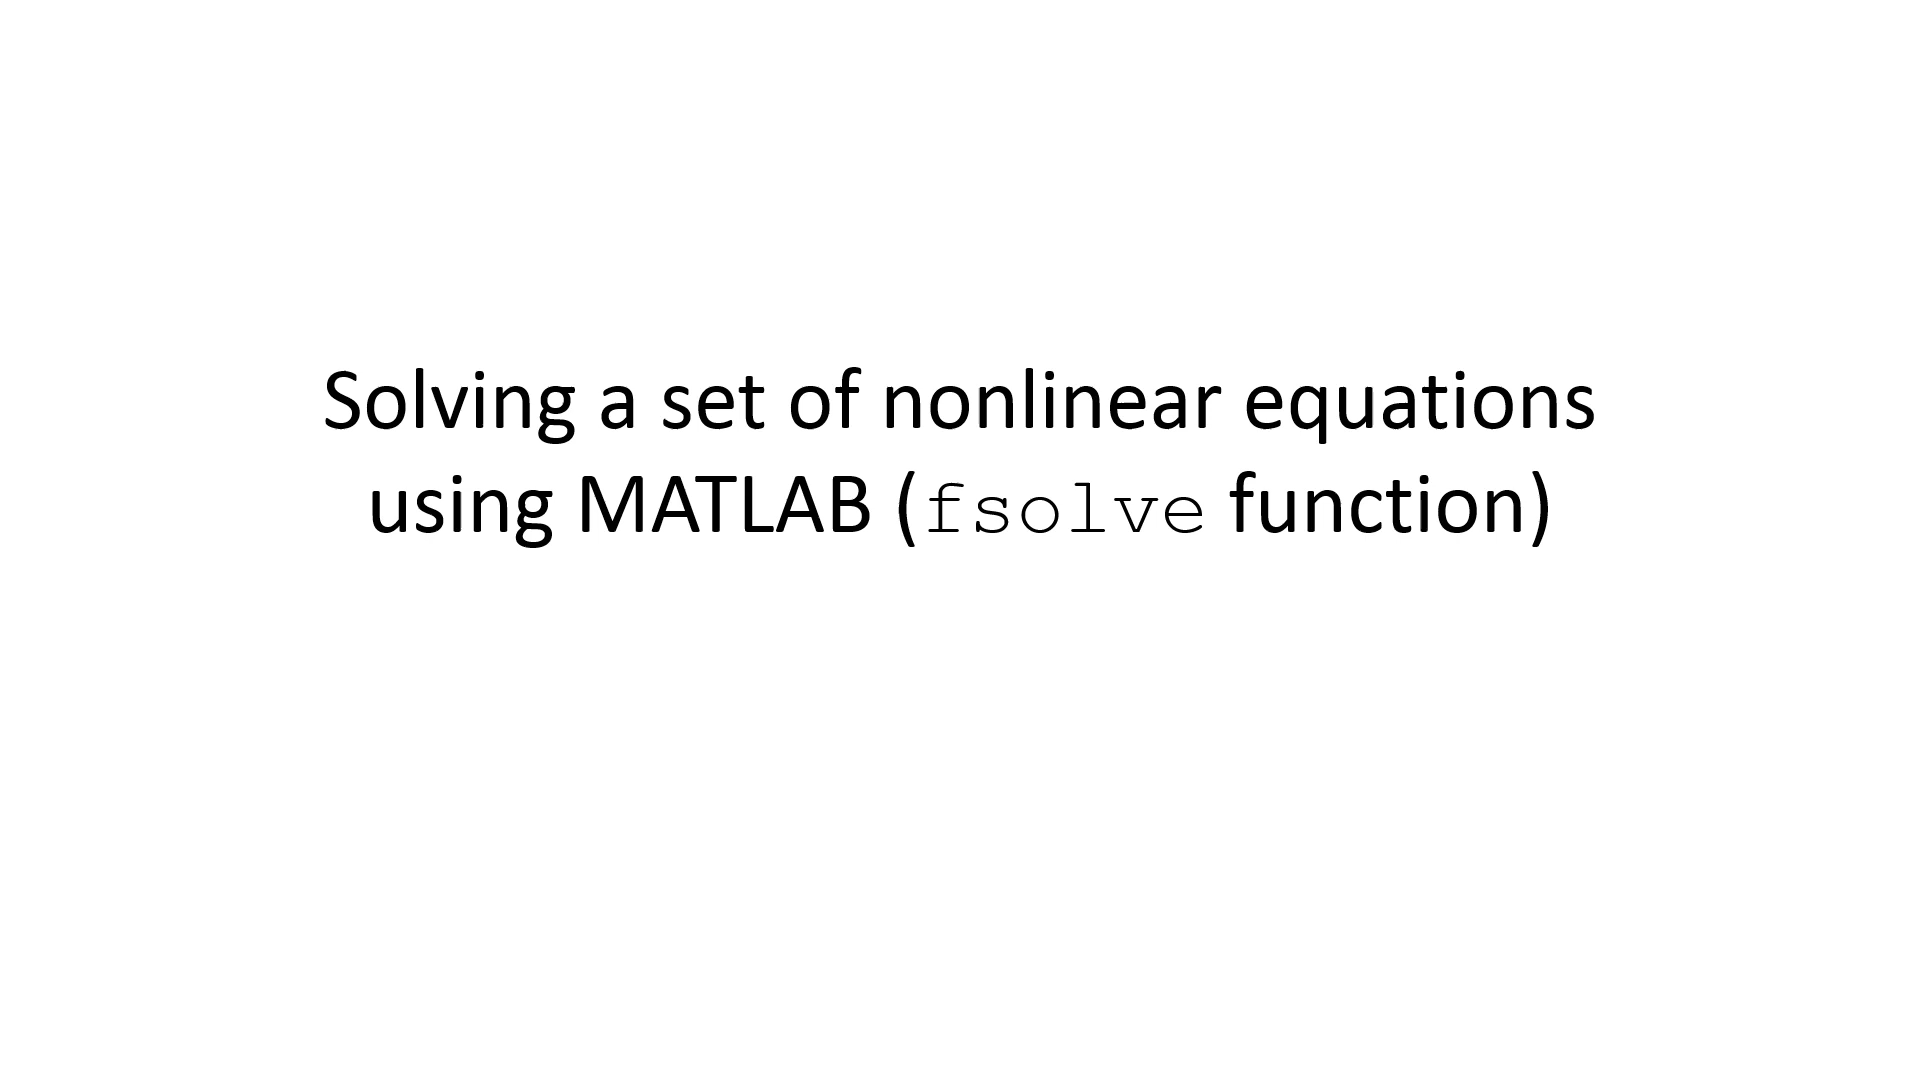 Solving a set of nonlinear equations
using MATLAB (fsolve function)